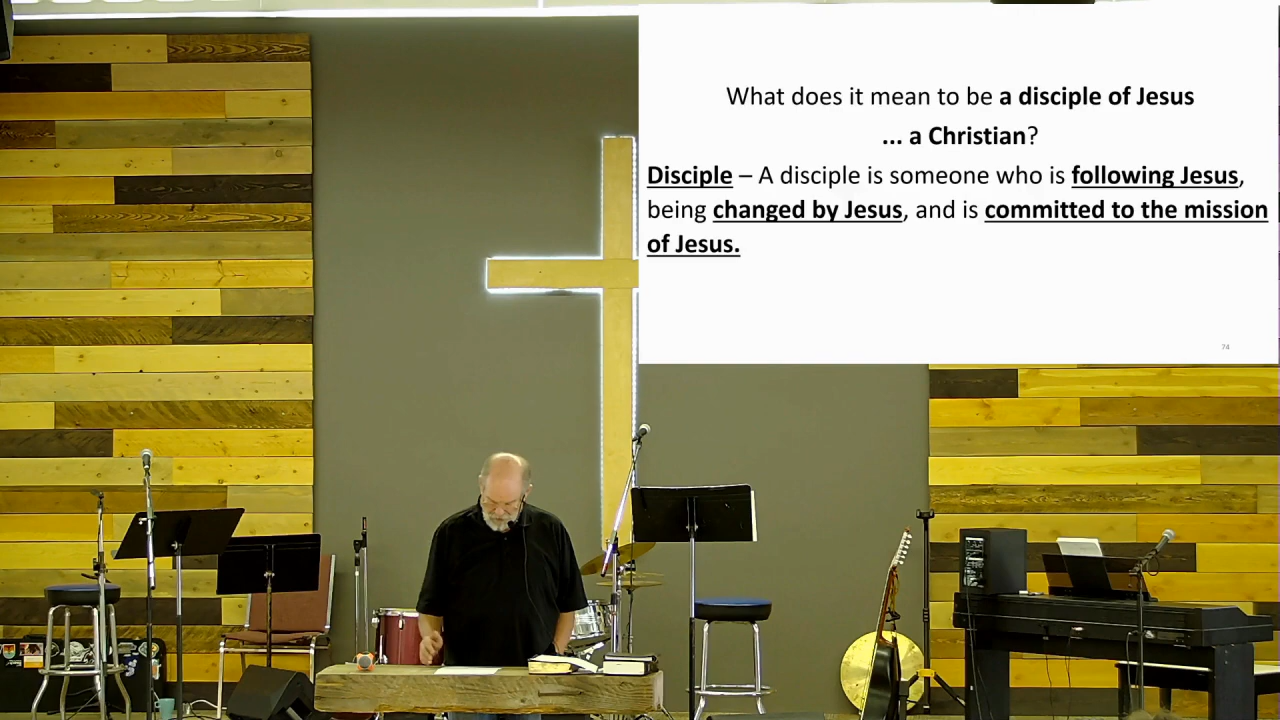 What does it mean to be a disciple of Jesus
... a Christian?
Disciple – A disciple is someone who is following Jesus,
being changed by Jesus, and is committed to the mission
of Jesus.
74